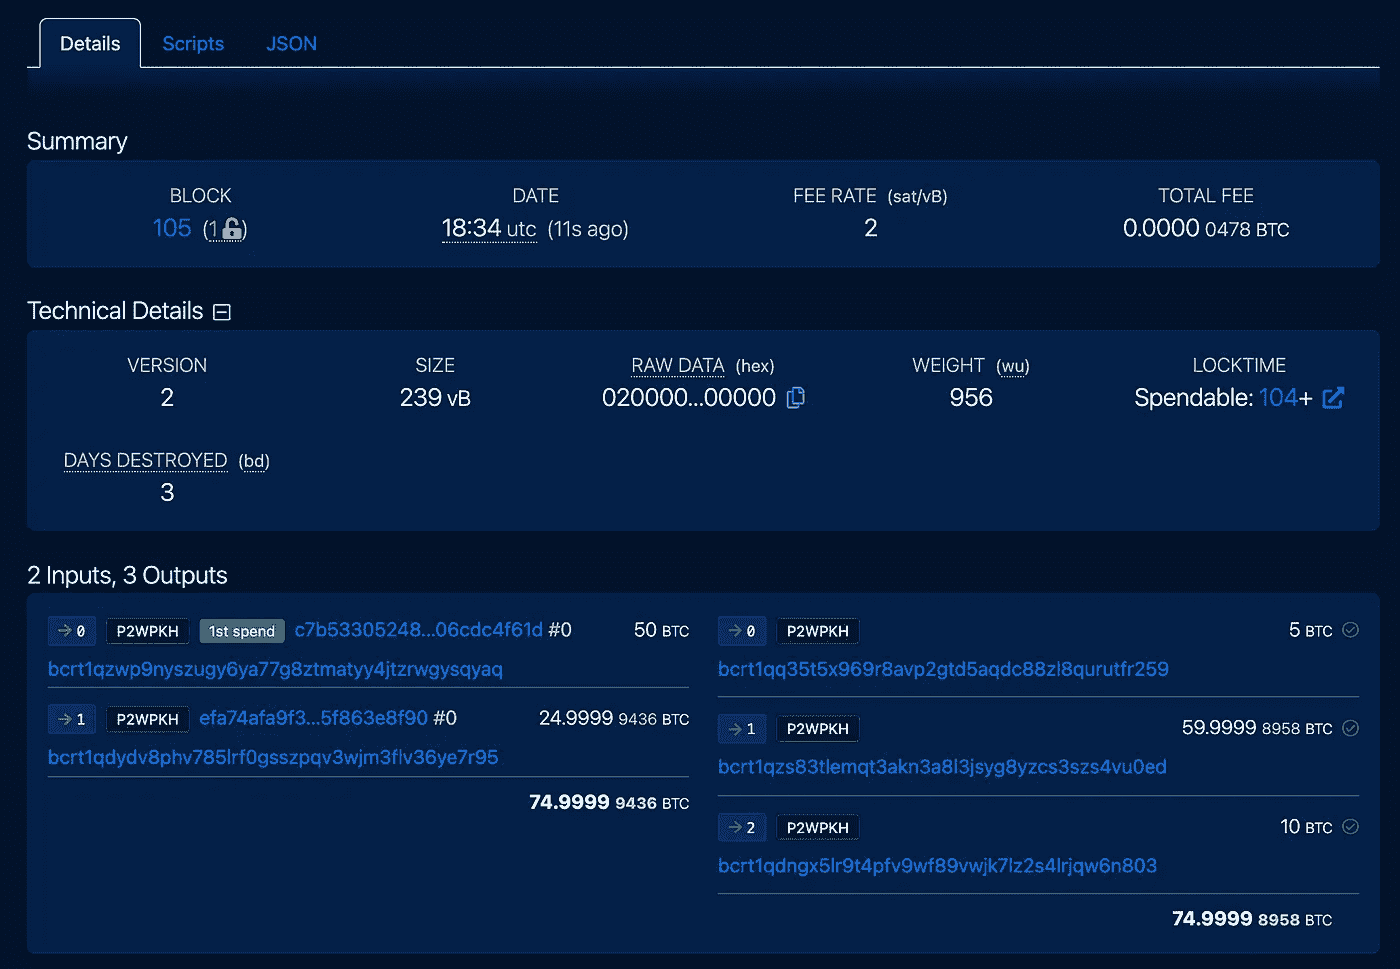 Details Scripts JSON
Summary
BLOCK DATE FEE RATE (sat/vB) TOTAL FEE
105 (1) 18:34 utc (11s ago) 2 0.0000 0478 BTC
Technical Details
VERSION SIZE RAW DATA (hex) WEIGHT (wu) LOCKTIME
2 239 vB 020000...00000 956 Spendable: 104+
DAYS DESTROYED (bd)
3
2 Inputs, 3 Outputs
→ 0 P2WPKH 1st spend c7b53305248...06cdc4f61d #0 50 BTC
bcrt1qzwp9nyszugy6ya77g8ztmatyy4jtzrwgysqyaq
→ 1 P2WPKH efa74afa9f3...5f863e8f90 #0 24.9999 9436 BTC
bcrt1qdydv8phv785lrf0gsszpqv3wjm3flv36ye7r95
74.9999 9436 BTC
→ 0 P2WPKH 5 BTC
bcrt1qq35t5x969r8avp2gtd5aqdc88zl8qurutfr259
→ 1 P2WPKH 59.9999 8958 BTC
bcrt1qzs83tlemqt3akn3a8l3jsyg8yzcs3szs4vu0ed
→ 2 P2WPKH 10 BTC
bcrt1qdngx5lr9t4pfv9wf89vwjk7lz2s4lrjqw6n803
74.9999 8958 BTC